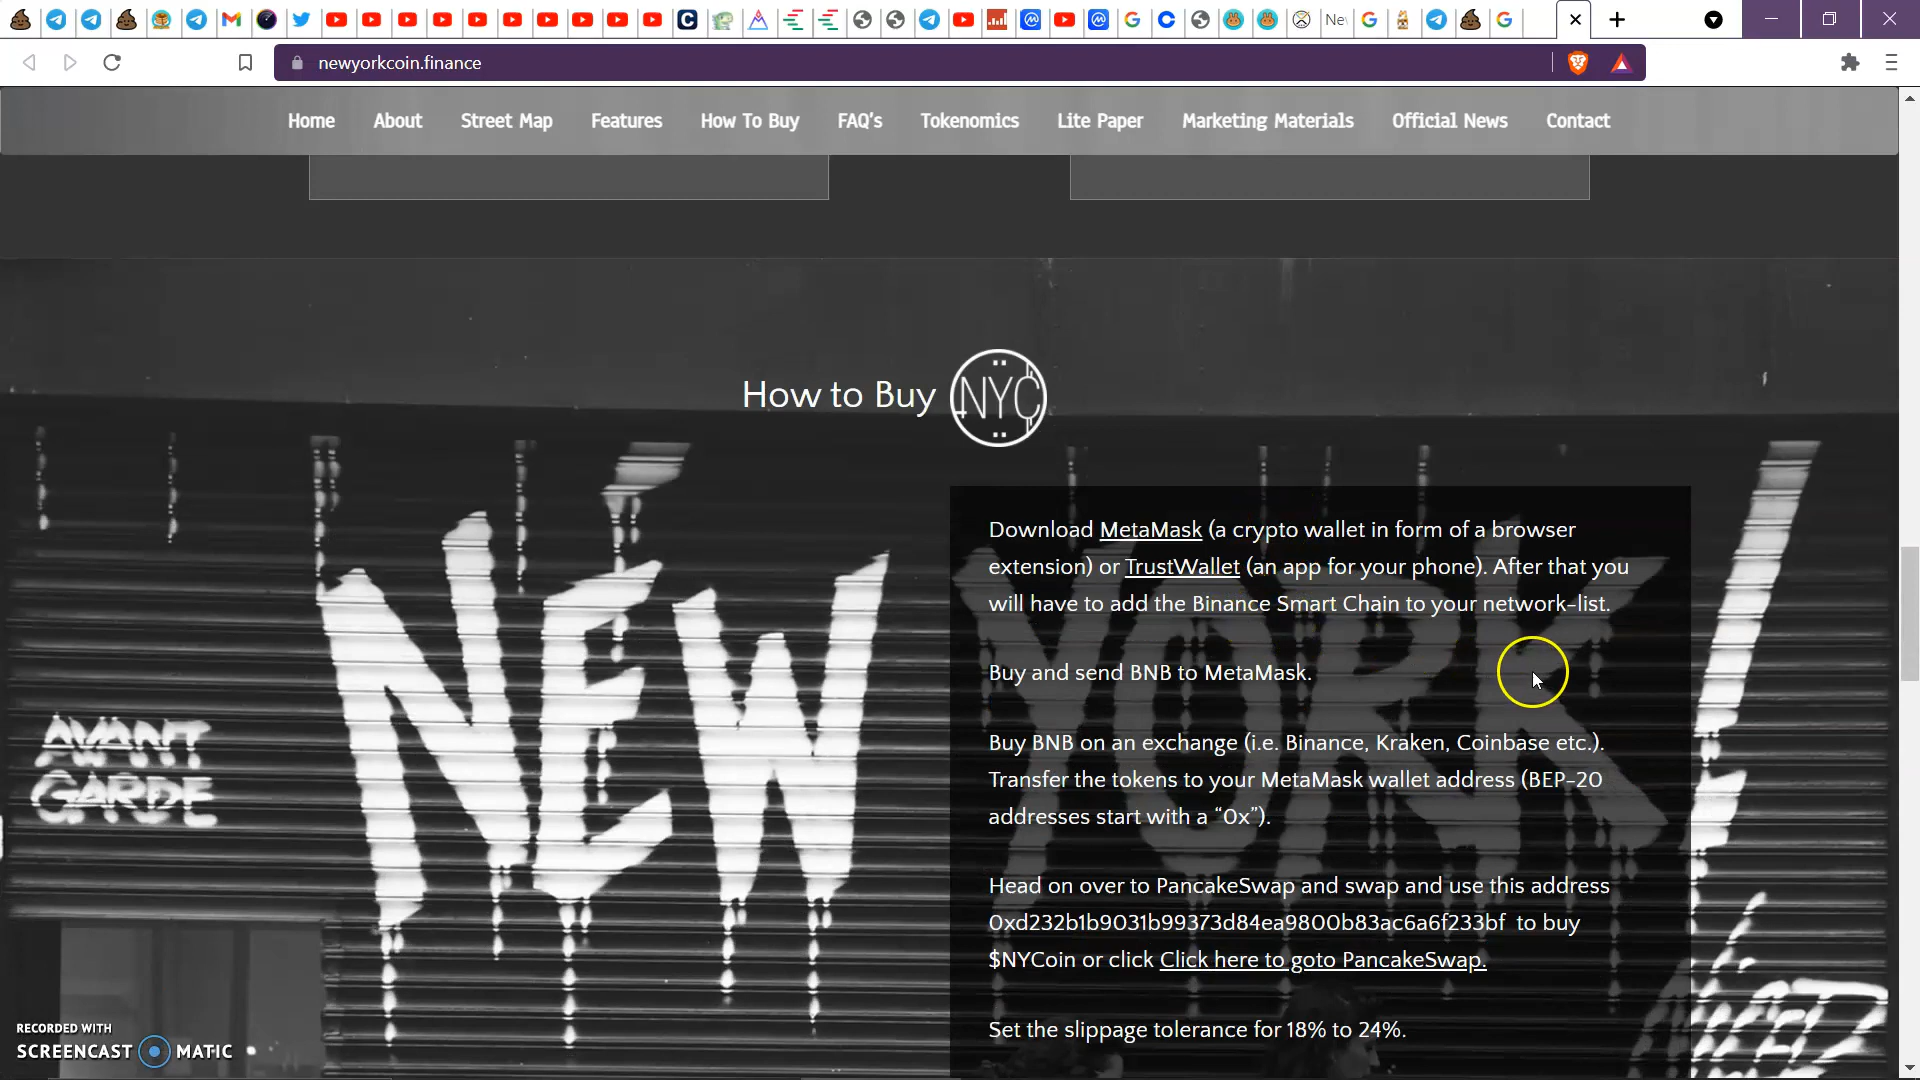 Nev
newyorkcoin.finance
Home About Street Map Features How To Buy FAQ's Tokenomics Lite Paper Marketing Materials Official News Contact
How to Buy NYC
Download MetaMask (a crypto wallet in form of a browser
extension) or TrustWallet (an app for your phone). After that you
will have to add the Binance Smart Chain to your network-list.
Buy and send BNB to MetaMask.
Buy BNB on an exchange (i.e. Binance, Kraken, Coinbase etc.).
Transfer the tokens to your MetaMask wallet address (BEP-20
addresses start with a “0x”).
Head on over to PancakeSwap and swap and use this address
0xd232b1b9031b99373d84ea9800b83ac6a6f233bf to buy
$NYCoin or click Click here to goto PancakeSwap.
Set the slippage tolerance for 18% to 24%.
NEW YORK
AVANT
GARDE
RECORDED WITH
SCREENCAST MATIC